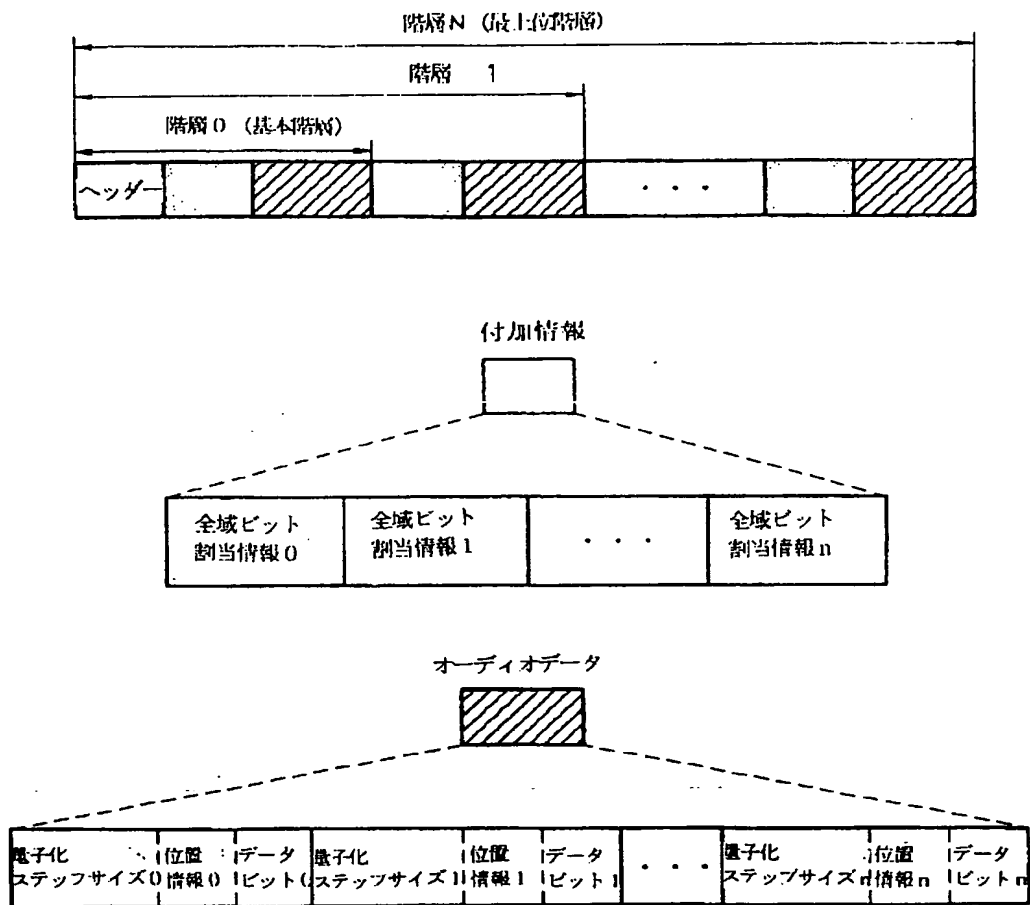 階層N (最上位階層)
階層 1
階層0 (基本階層)
ヘッダー
・・・
付加情報
全域ビット
割当情報0
全域ビット
割当情報1
・・・
全域ビット
割当情報n
オーディオデータ
量子化
ステップサイズ0
位置
情報0
データ
ビット0
量子化
ステップサイズ1
位置
情報1
データ
ビット1
・・・
量子化
ステップサイズn
位置
情報n
データ
ビットn